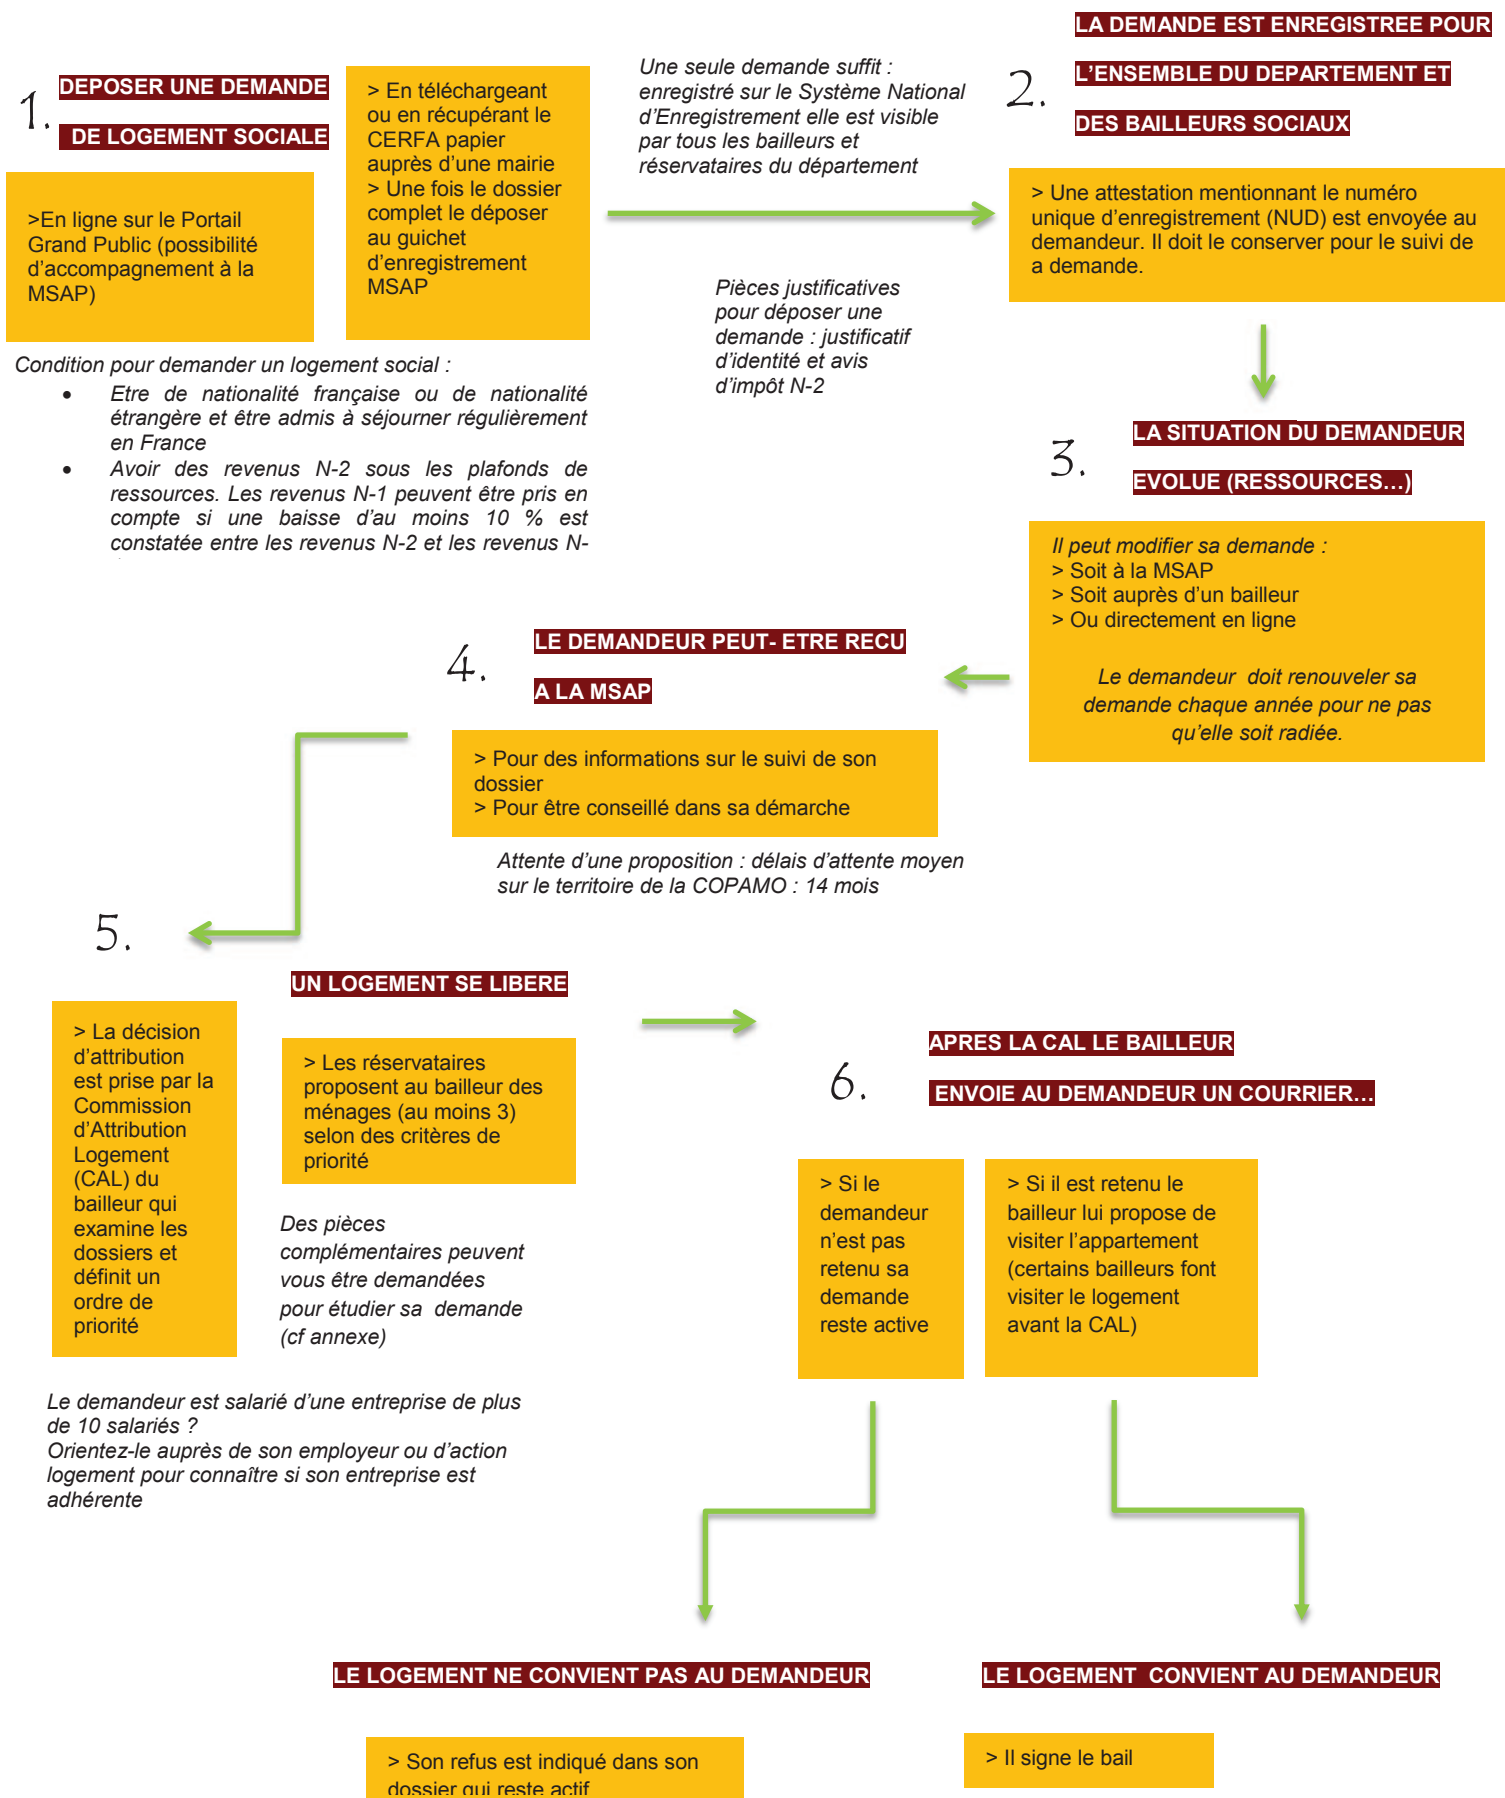 1.
DEPOSER UNE DEMANDE
DE LOGEMENT SOCIALE
>En ligne sur le Portail
Grand Public (possibilité
d'accompagnement à la
MSAP)
> En téléchargeant
ou en récupérant le
CERFA papier
auprès d'une mairie
> Une fois le dossier
complet le déposer
au guichet
d'enregistrement
MSAP
Condition pour demander un logement social :
• Etre de nationalité française ou de nationalité
étrangère et être admis à séjourner régulièrement
en France
• Avoir des revenus N-2 sous les plafonds de
ressources. Les revenus N-1 peuvent être pris en
compte si une baisse d'au moins 10 % est
constatée entre les revenus N-2 et les revenus N-
Une seule demande suffit :
enregistré sur le Système National
d'Enregistrement elle est visible
par tous les bailleurs et
réservataires du département
Pièces justificatives
pour déposer une
demande : justificatif
d'identité et avis
d'impôt N-2
2.
LA DEMANDE EST ENREGISTREE POUR
L'ENSEMBLE DU DEPARTEMENT ET
DES BAILLEURS SOCIAUX
> Une attestation mentionnant le numéro
unique d'enregistrement (NUD) est envoyée au
demandeur. Il doit le conserver pour le suivi de
a demande.
3.
LA SITUATION DU DEMANDEUR
EVOLUE (RESSOURCES…)
Il peut modifier sa demande :
> Soit à la MSAP
> Soit auprès d'un bailleur
> Ou directement en ligne
Le demandeur  doit renouveler sa
demande chaque année pour ne pas
qu'elle soit radiée.
4.
LE DEMANDEUR PEUT- ETRE RECU
A LA MSAP
> Pour des informations sur le suivi de son
dossier
> Pour être conseillé dans sa démarche
Attente d'une proposition : délais d'attente moyen
sur le territoire de la COPAMO : 14 mois
5.
UN LOGEMENT SE LIBERE
> La décision
d'attribution
est prise par la
Commission
d'Attribution
Logement
(CAL) du
bailleur qui
examine les
dossiers et
définit un
ordre de
priorité
> Les réservataires
proposent au bailleur des
ménages (au moins 3)
selon des critères de
priorité
Des pièces
complémentaires peuvent
vous être demandées
pour étudier sa  demande
(cf annexe)
Le demandeur est salarié d'une entreprise de plus
de 10 salariés ?
Orientez-le auprès de son employeur ou d'action
logement pour connaître si son entreprise est
adhérente
6.
APRES LA CAL LE BAILLEUR
ENVOIE AU DEMANDEUR UN COURRIER…
> Si le
demandeur
n'est pas
retenu sa
demande
reste active
> Si il est retenu le
bailleur lui propose de
visiter l'appartement
(certains bailleurs font
visiter le logement
avant la CAL)
LE LOGEMENT NE CONVIENT PAS AU DEMANDEUR
> Son refus est indiqué dans son
dossier qui reste actif
LE LOGEMENT  CONVIENT AU DEMANDEUR
> Il signe le bail